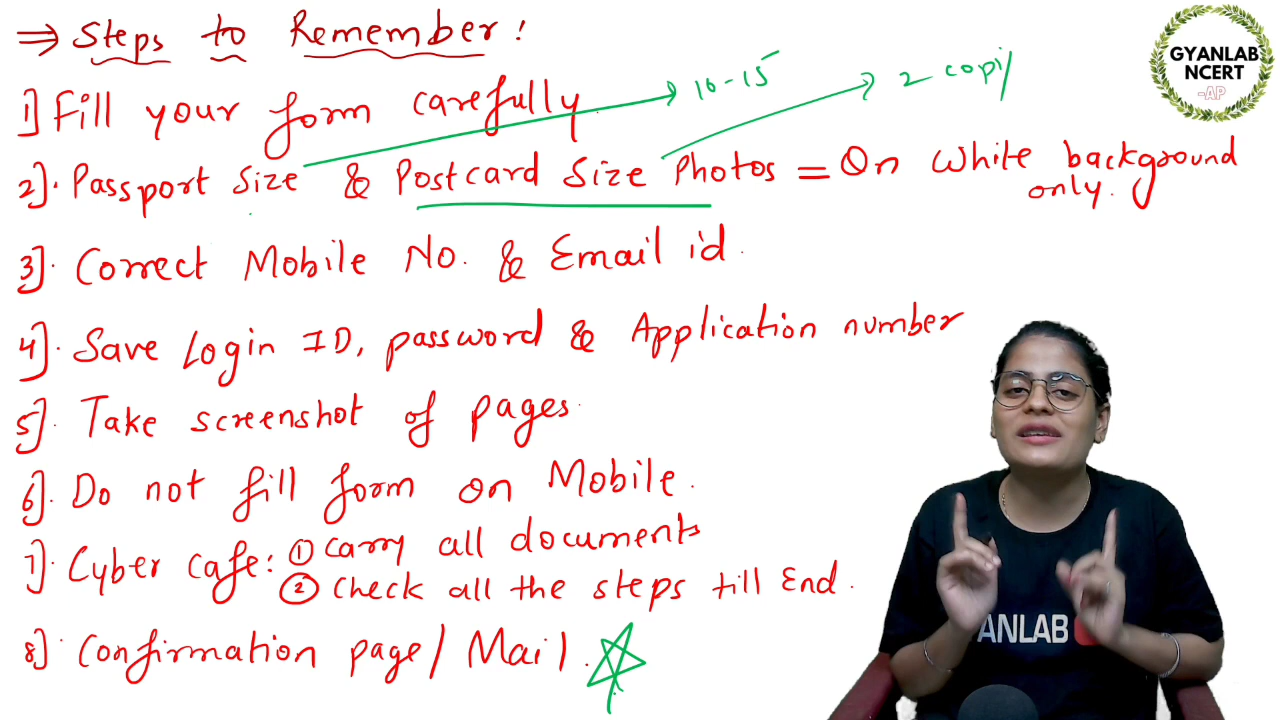 ⇒ Steps to Remember!
1] Fill your form carefully
10-15
2 copi
2]. Passport Size & Postcard Size Photos = On White background only.
3]. Correct Mobile No. & Email id.
4]. Save Login ID, password & Application number
5]. Take screenshot of pages.
6]. Do not fill form on Mobile.
7]. Cyber cafe: ① Carry all documents
② Check all the steps till End.
8]. Confirmation page/Mail.
GYANLAB
NCERT
-AP
ANLAB